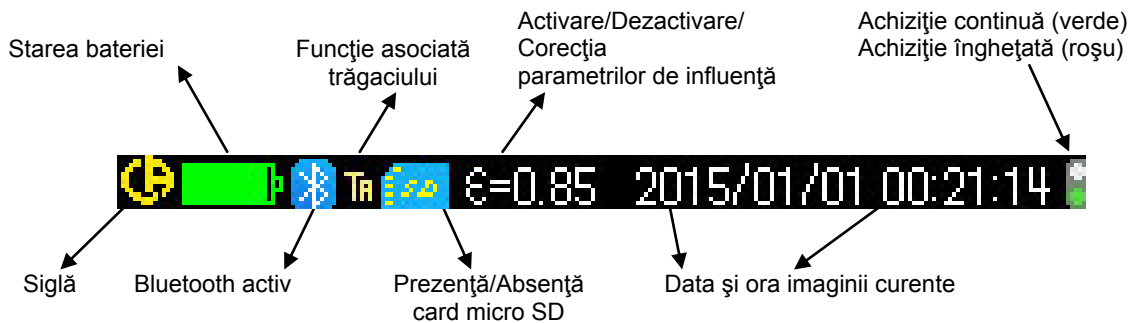 Starea bateriei
Funcţie asociată
trăgaciului
Activare/Dezactivare/
Corecţia
parametrilor de influenţă
Achiziţie continuă (verde)
Achiziţie îngheţată (roşu)
TA SD Ɛ=0.85 2015/01/01 00:21:14
Siglă
Bluetooth activ
Prezenţă/Absenţă
card micro SD
Data şi ora imaginii curente